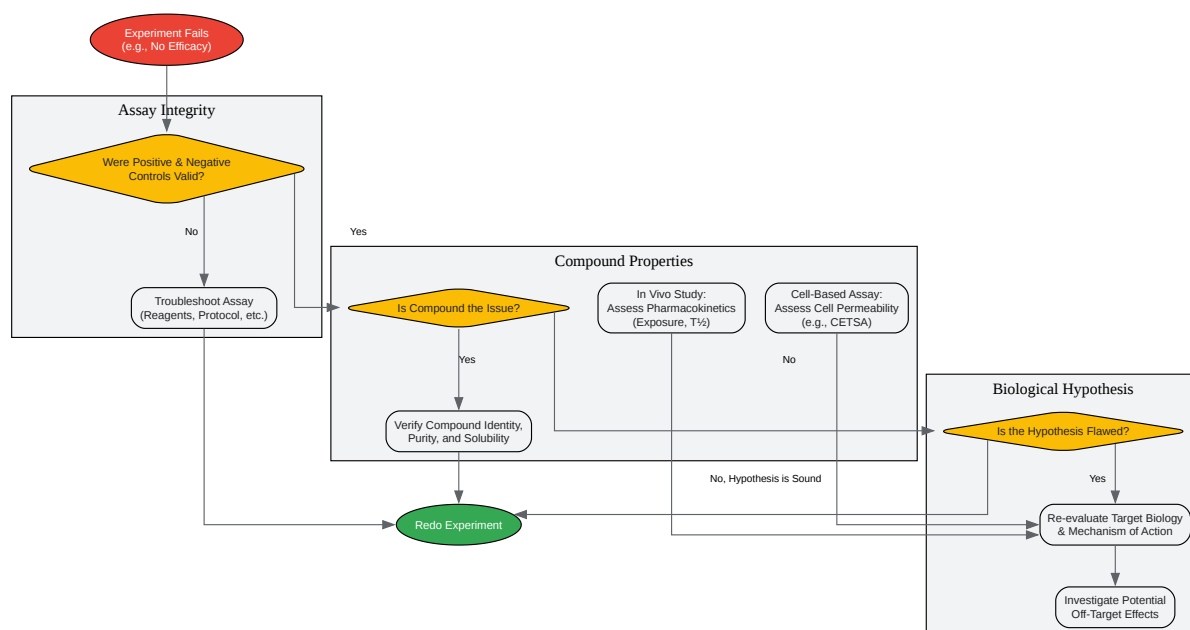 Experiment Fails
(e.g., No Efficacy)
Assay Integrity
Were Positive & Negative
Controls Valid?
No
Yes
Troubleshoot Assay
(Reagents, Protocol, etc.)
Compound Properties
Is Compound the Issue?
In Vivo Study:
Assess Pharmacokinetics
(Exposure, T½)
Cell-Based Assay:
Assess Cell Permeability
(e.g., CETSA)
Yes
No
Verify Compound Identity,
Purity, and Solubility
Biological Hypothesis
Is the Hypothesis Flawed?
No, Hypothesis is Sound
Yes
Redo Experiment
Re-evaluate Target Biology
& Mechanism of Action
Investigate Potential
Off-Target Effects